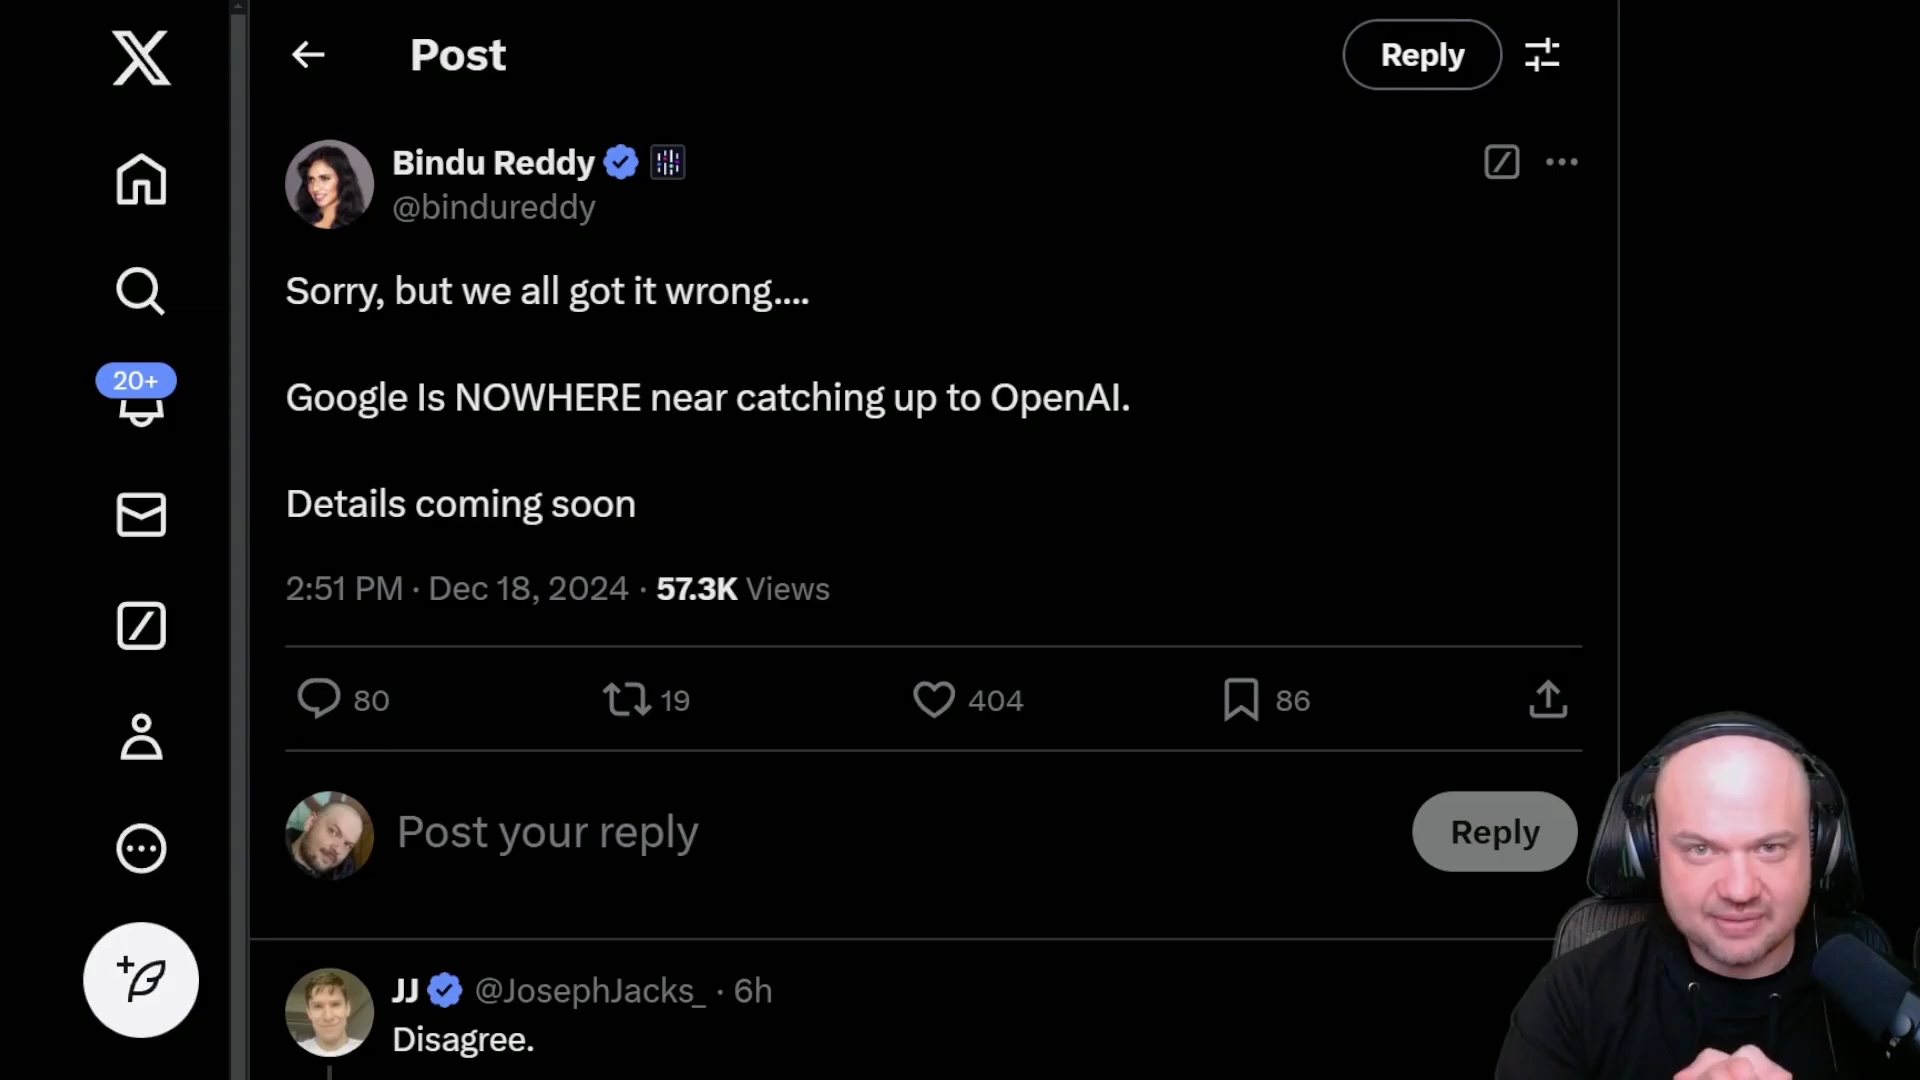 Post
Reply
20+
Bindu Reddy
@bindureddy
Sorry, but we all got it wrong....
Google Is NOWHERE near catching up to OpenAI.
Details coming soon
2:51 PM · Dec 18, 2024 · 57.3K Views
80 19 404 86
Post your reply
Reply
JJ @JosephJacks_ · 6h
Disagree.